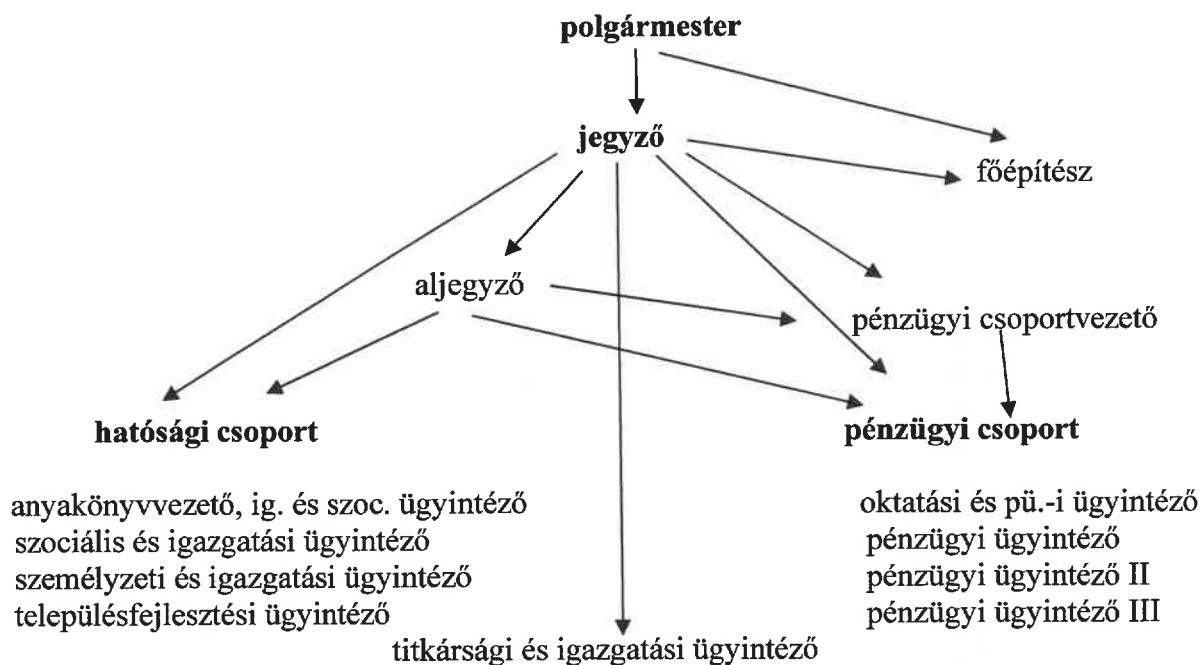 polgármester
jegyző
főépítész
aljegyző
pénzügyi csoportvezető
hatósági csoport
pénzügyi csoport
anyakönyvvezető, ig. és szoc. ügyintéző
szociális és igazgatási ügyintéző
személyzeti és igazgatási ügyintéző
településfejlesztési ügyintéző
oktatási és pü.-i ügyintéző
pénzügyi ügyintéző
pénzügyi ügyintéző II
pénzügyi ügyintéző III
titkársági és igazgatási ügyintéző